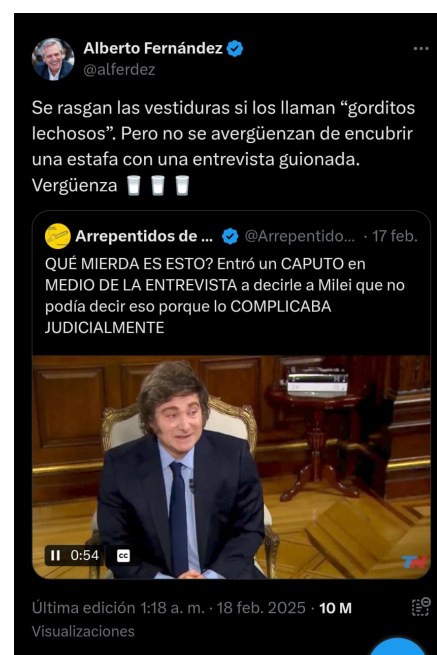 Alberto Fernández
@alferdez
Se rasgan las vestiduras si los llaman “gorditos
lechosos”. Pero no se avergüenzan de encubrir
una estafa con una entrevista guionada.
Vergüenza 🥛 🥛 🥛
Arrepentidos de ... @Arrepentido... · 17 feb.
QUÉ MIERDA ES ESTO? Entró un CAPUTO en
MEDIO DE LA ENTREVISTA a decirle a Milei que no
podía decir eso porque lo COMPLICABA
JUDICIALMENTE
0:54 CC
TN
Última edición 1:18 a. m. · 18 feb. 2025 · 10 M
Visualizaciones